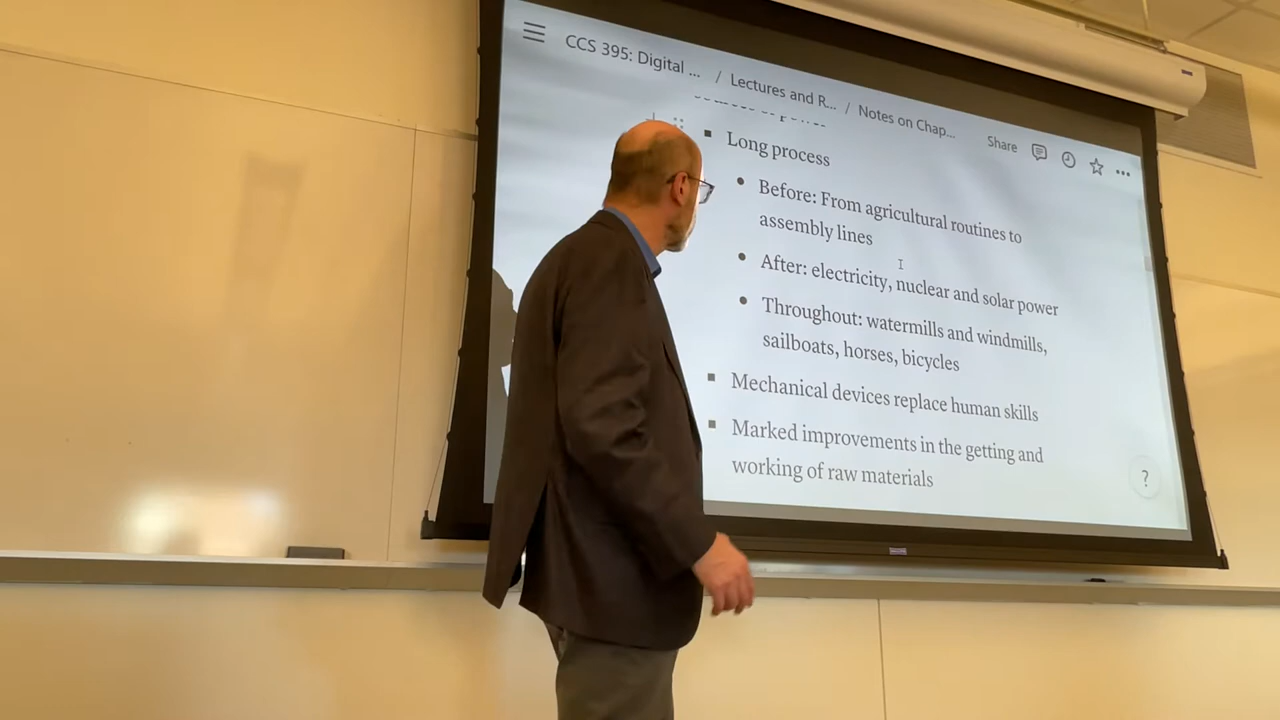 CCS 395: Digital ... / Lectures and R... / Notes on Chap...
Share
Long process
Before: From agricultural routines to
assembly lines
After: electricity, nuclear and solar power
Throughout: watermills and windmills,
sailboats, horses, bicycles
Mechanical devices replace human skills
Marked improvements in the getting and
working of raw materials
?